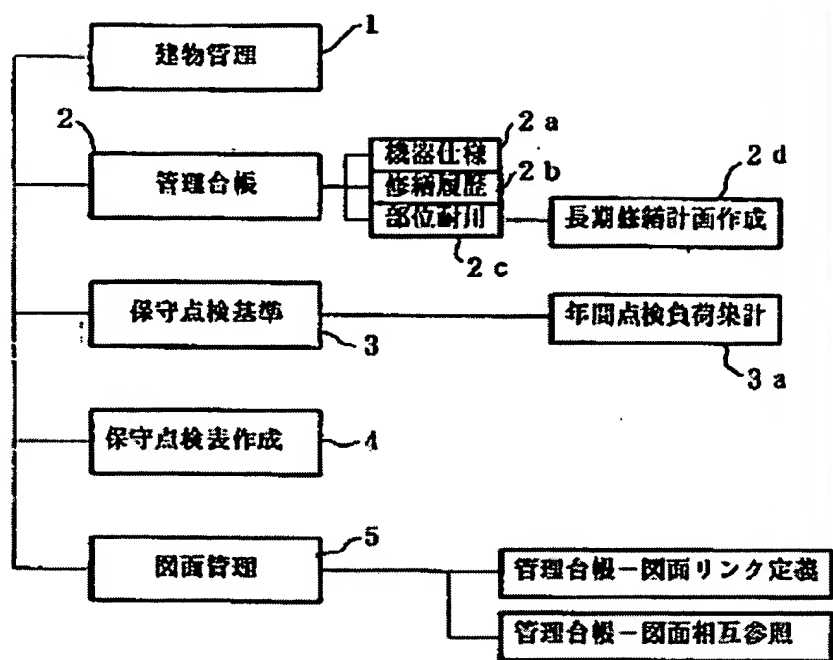 建物管理
1
2
管理台帳
機器仕様
2a
修繕履歴
2b
部位耐用
2c
長期修繕計画作成
2d
保守点検基準
3
年間点検負荷集計
3a
保守点検表作成
4
図面管理
5
管理台帳－図面リンク定義
管理台帳－図面相互参照